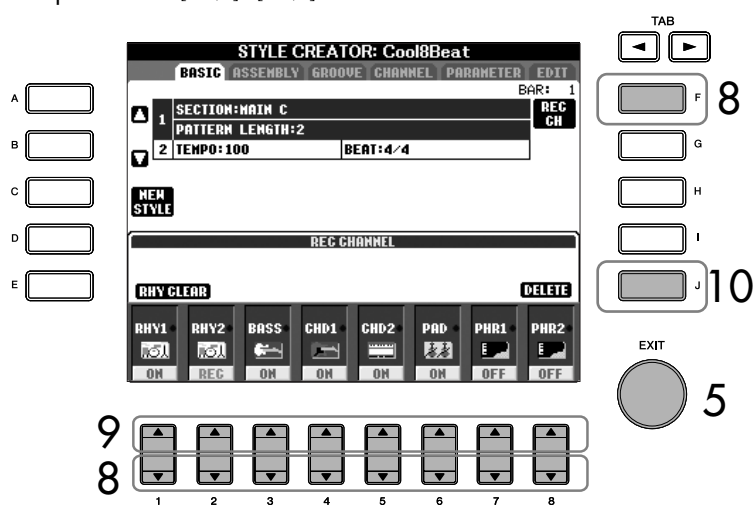 TAB
STYLE CREATOR: Cool8Beat
BASIC ASSEMBLY GROOVE CHANNEL PARAMETER EDIT
BAR: 1
A
F
8
1 SECTION:MAIN C
REC CH
PATTERN LENGTH:2
B
G
2 TEMPO:100 BEAT:4/4
C
H
NEW STYLE
D
I
REC CHANNEL
E
J
10
RHY CLEAR
DELETE
RHY1 RHY2 BASS CHD1 CHD2 PAD PHR1 PHR2
ON REC ON ON ON ON OFF OFF
EXIT
5
9
8
1 2 3 4 5 6 7 8